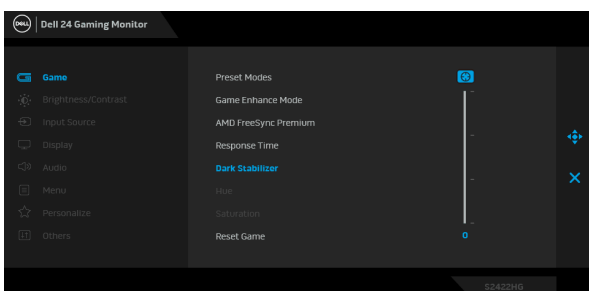 DELL
Dell 24 Gaming Monitor
Game
Brightness/Contrast
Input Source
Display
Audio
Menu
Personalize
Others
Preset Modes
Game Enhance Mode
AMD FreeSync Premium
Response Time
Dark Stabilizer
Hue
Saturation
Reset Game
0
S2422HG